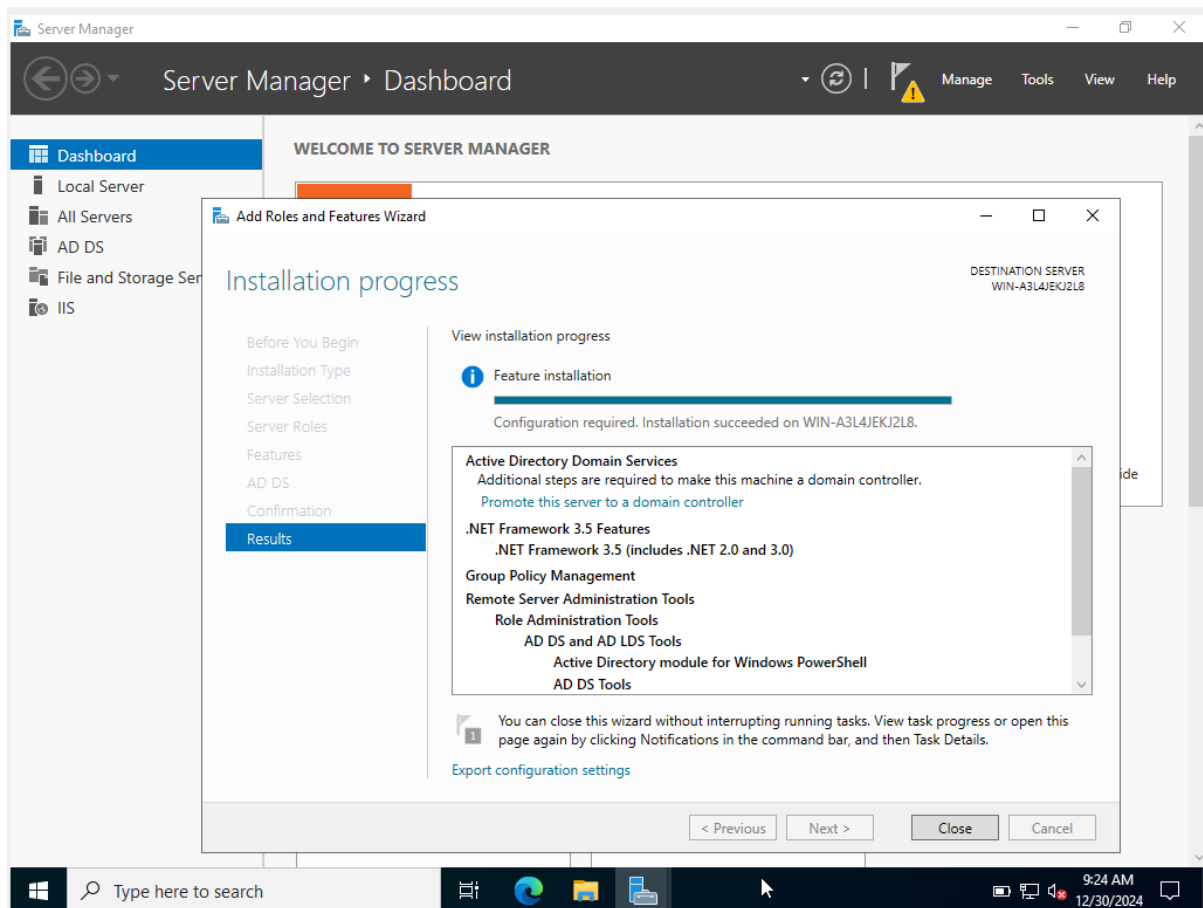 Server Manager
Server Manager ‣ Dashboard
Manage Tools View Help
Dashboard
Local Server
All Servers
AD DS
File and Storage Ser
IIS
WELCOME TO SERVER MANAGER
Add Roles and Features Wizard
Installation progress
DESTINATION SERVER
WIN-A3L4JEKJ2L8
Before You Begin
Installation Type
Server Selection
Server Roles
Features
AD DS
Confirmation
Results
View installation progress
Feature installation
Configuration required. Installation succeeded on WIN-A3L4JEKJ2L8.
Active Directory Domain Services
Additional steps are required to make this machine a domain controller.
Promote this server to a domain controller
.NET Framework 3.5 Features
.NET Framework 3.5 (includes .NET 2.0 and 3.0)
Group Policy Management
Remote Server Administration Tools
Role Administration Tools
AD DS and AD LDS Tools
Active Directory module for Windows PowerShell
AD DS Tools
ide
1
You can close this wizard without interrupting running tasks. View task progress or open this
page again by clicking Notifications in the command bar, and then Task Details.
Export configuration settings
< Previous Next > Close Cancel
Type here to search
9:24 AM
12/30/2024